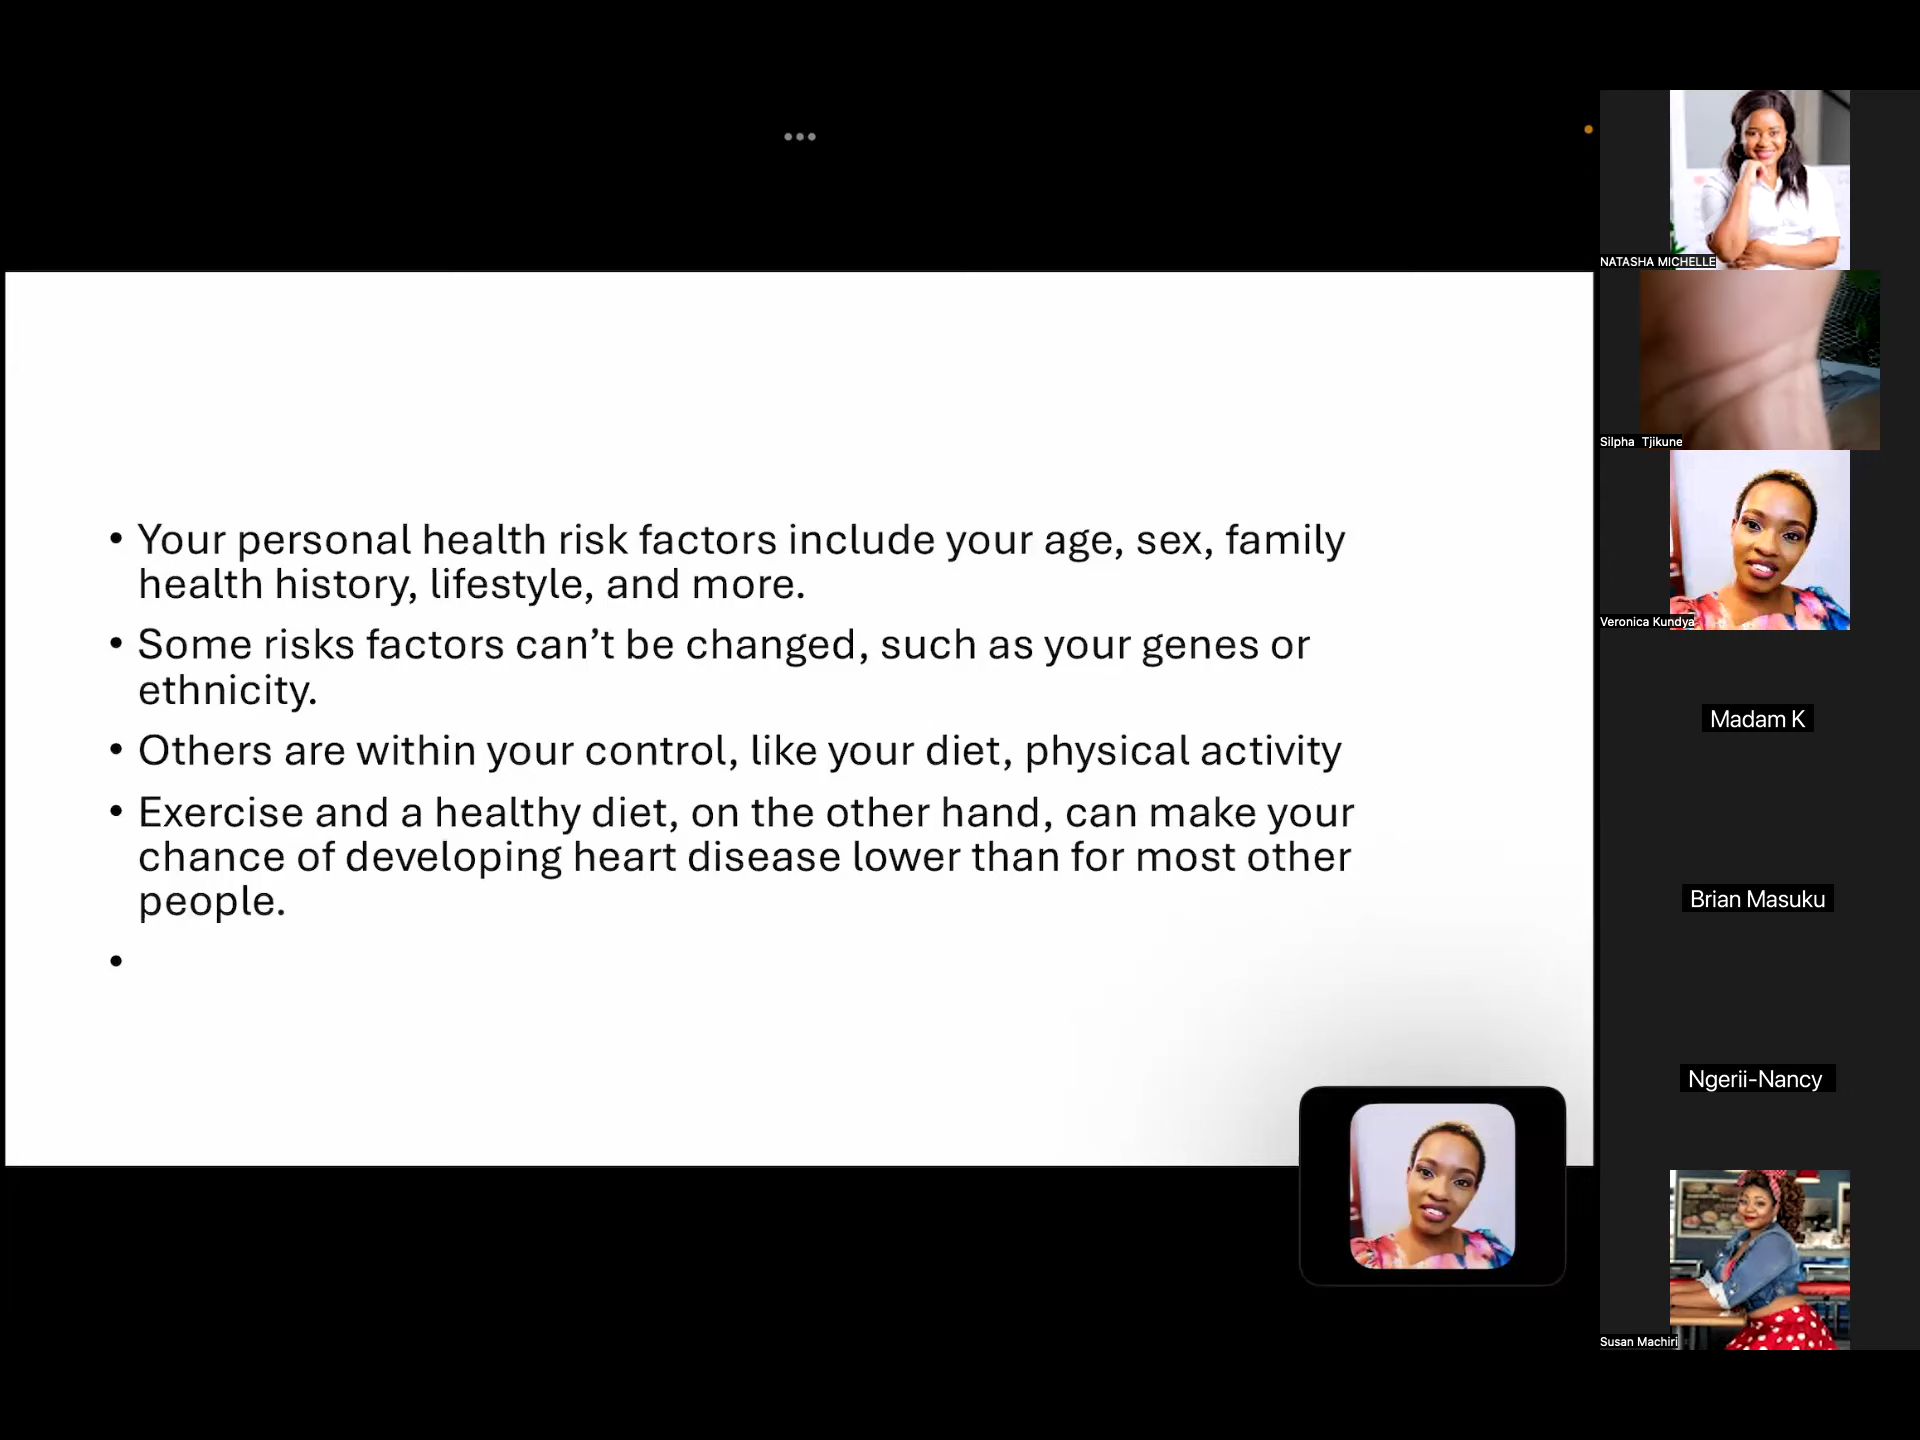 • Your personal health risk factors include your age, sex, family
health history, lifestyle, and more.
• Some risks factors can’t be changed, such as your genes or
ethnicity.
• Others are within your control, like your diet, physical activity
• Exercise and a healthy diet, on the other hand, can make your
chance of developing heart disease lower than for most other
people.
•
NATASHA MICHELLE
Silpha Tjikune
Veronica Kundya
Madam K
Brian Masuku
Ngerii-Nancy
Susan Machiri